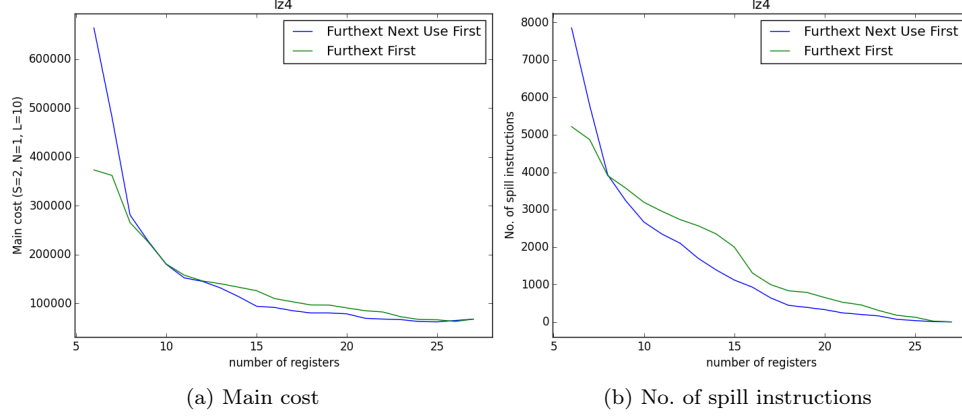 lz4
Furthext Next Use First
Furthext First
600000
500000
400000
300000
200000
100000
Main cost (S=2, N=1, L=10)
5
10
15
20
25
number of registers
(a) Main cost
lz4
Furthext Next Use First
Furthext First
8000
7000
6000
5000
4000
3000
2000
1000
0
No. of spill instructions
5
10
15
20
25
number of registers
(b) No. of spill instructions